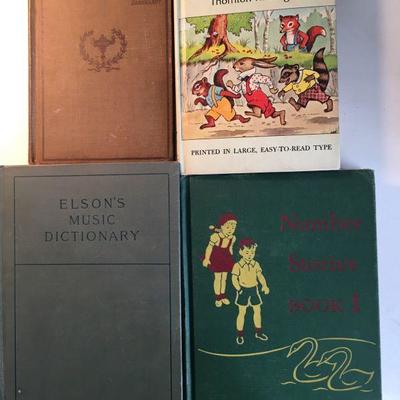 PRINTED IN LARGE, EASY-TO-READ TYPE
ELSON'S
MUSIC
DICTIONARY
Number
Stories
BOOK 1